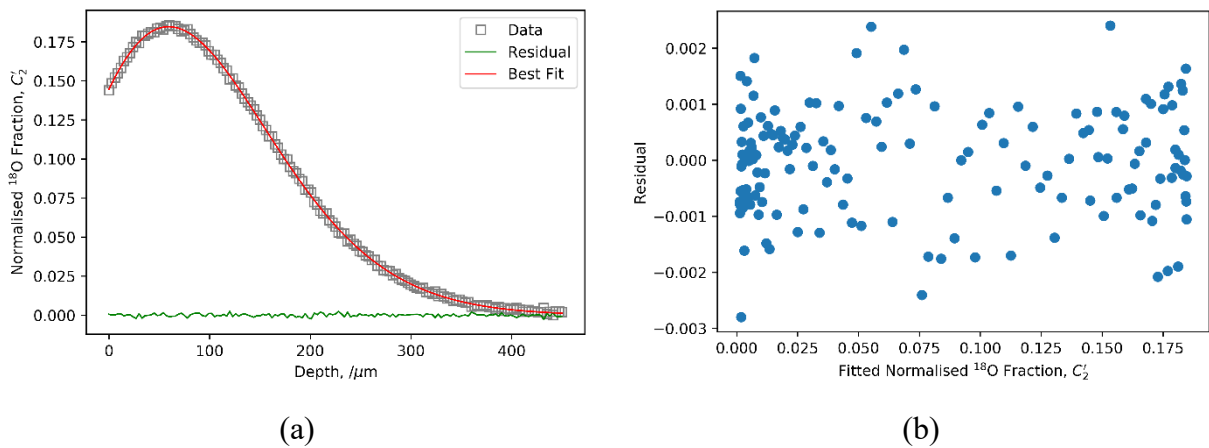 0.175
0.150
0.125
0.100
0.075
0.050
0.025
0.000
Normalised ¹⁸O Fraction, C′₂
Data
Residual
Best Fit
0 100 200 300 400
Depth, /μm
(a)
0.002
0.001
0.000
−0.001
−0.002
−0.003
Residual
0.000 0.025 0.050 0.075 0.100 0.125 0.150 0.175
Fitted Normalised ¹⁸O Fraction, C′₂
(b)